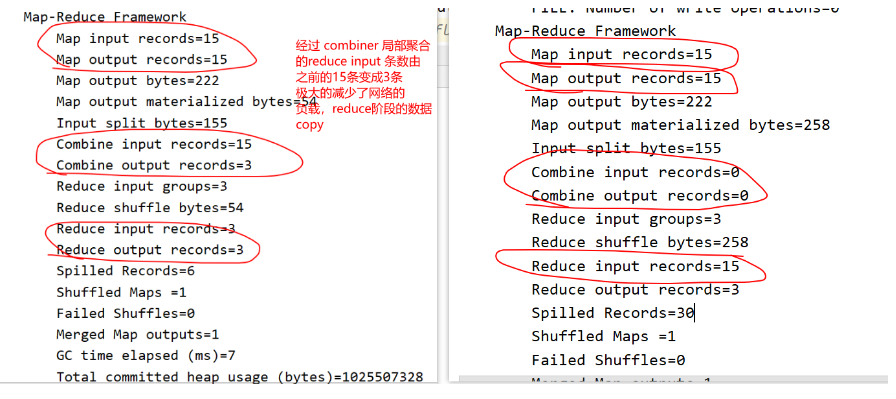 Map-Reduce Framework
Map input records=15
Map output records=15
Map output bytes=222
Map output materialized bytes=54
Input split bytes=155
Combine input records=15
Combine output records=3
Reduce input groups=3
Reduce shuffle bytes=54
Reduce input records=3
Reduce output records=3
Spilled Records=6
Shuffled Maps =1
Failed Shuffles=0
Merged Map outputs=1
GC time elapsed (ms)=7
Total committed heap usage (bytes)=1025507328
经过 combiner 局部聚合
的reduce input 条数由
之前的15条变成3条
极大的减少了网络的
负载，reduce阶段的数据
copy
FILE: Number of write operations=0
Map-Reduce Framework
Map input records=15
Map output records=15
Map output bytes=222
Map output materialized bytes=258
Input split bytes=155
Combine input records=0
Combine output records=0
Reduce input groups=3
Reduce shuffle bytes=258
Reduce input records=15
Reduce output records=3
Spilled Records=30
Shuffled Maps =1
Failed Shuffles=0
Merged Map outputs=1